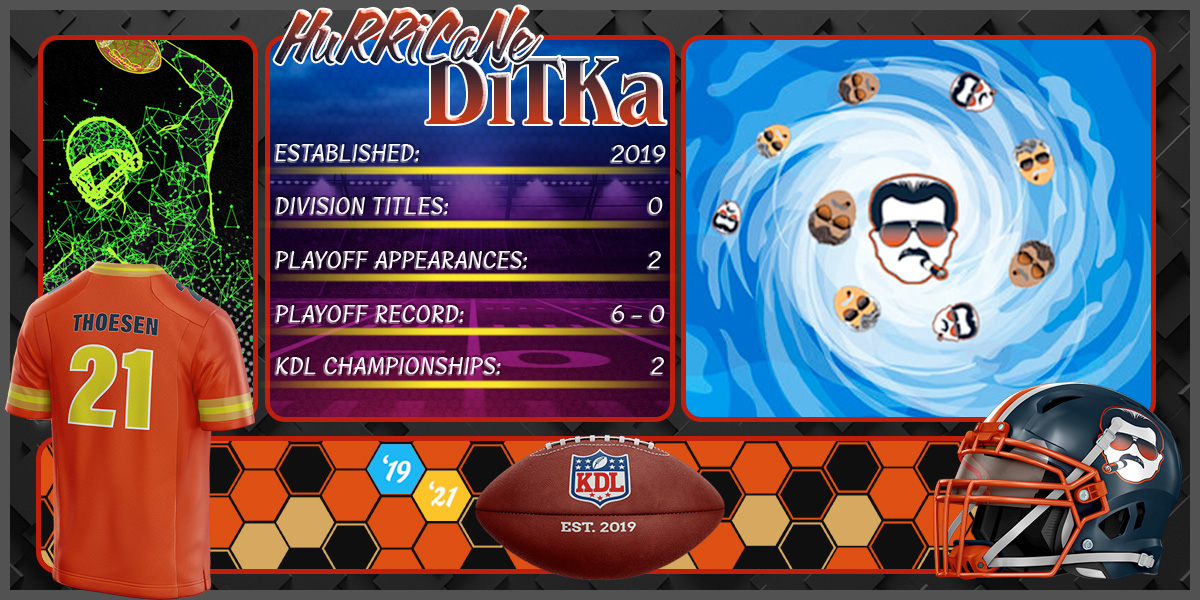 HuRRiCaNe
DiTKa
ESTABLISHED: 2019
DIVISION TITLES: 0
PLAYOFF APPEARANCES: 2
PLAYOFF RECORD: 6 – 0
KDL CHAMPIONSHIPS: 2
THOESEN
21
‘19
‘21
KDL
EST. 2019